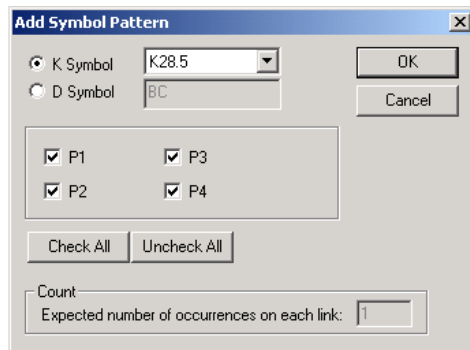 Add Symbol Pattern
K Symbol K28.5 OK
D Symbol BC Cancel
P1 P3
P2 P4
Check All Uncheck All
Count
Expected number of occurrences on each link: 1